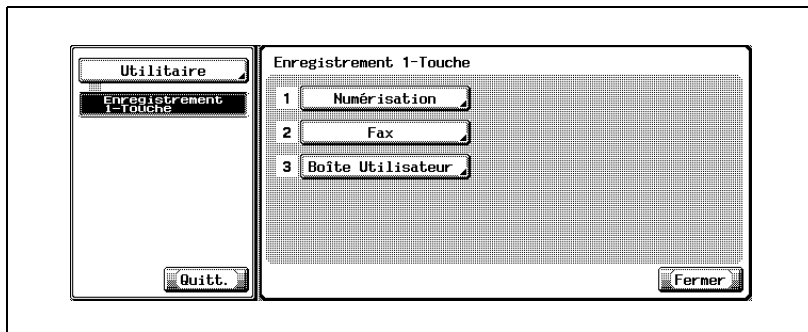 Utilitaire
Enregistrement
1-Touche
Quitt.
Enregistrement 1-Touche
1 Numérisation
2 Fax
3 Boîte Utilisateur
Fermer